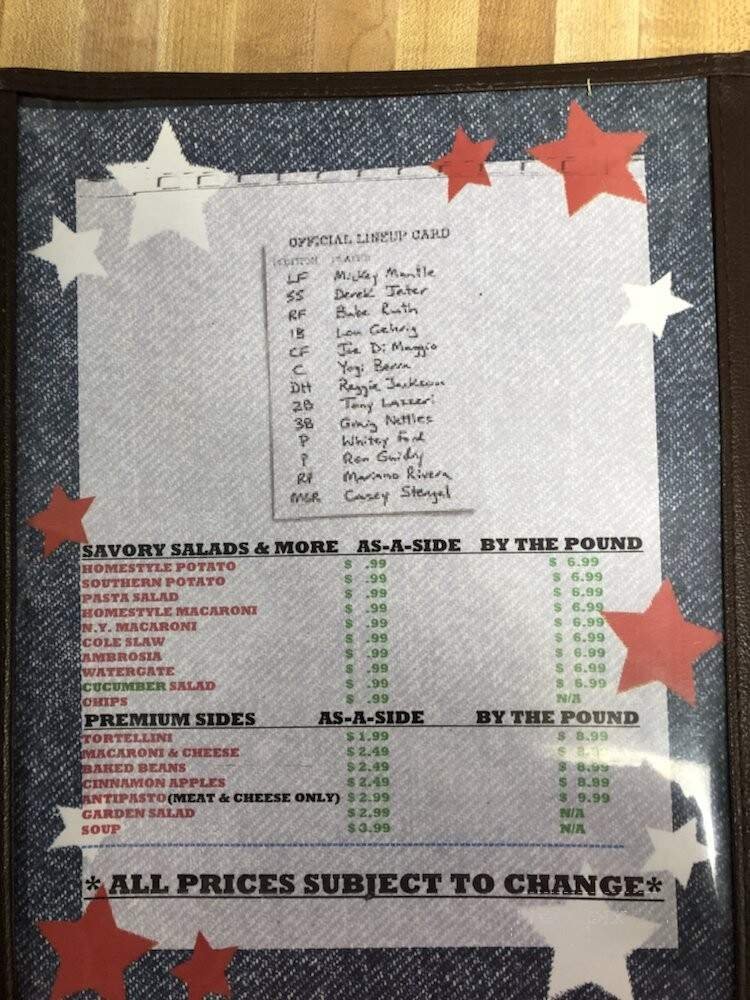 OFFICIAL LINEUP CARD
POSITION PLAYER
LF Mickey Mantle
SS Derek Jeter
RF Babe Ruth
1B Lou Gehrig
CF Joe Di Maggio
C Yogi Berra
DH Reggie Jackson
2B Tony Lazzeri
3B Graig Nettles
P Whitey Ford
P Ron Guidry
RP Mariano Rivera
MGR Casey Stengel
SAVORY SALADS & MORE AS-A-SIDE BY THE POUND
HOMESTYLE POTATO $ .99 $ 6.99
SOUTHERN POTATO $ .99 $ 6.99
PASTA SALAD $ .99 $ 6.99
HOMESTYLE MACARONI $ .99 $ 6.99
N.Y. MACARONI $ .99 $ 6.99
COLE SLAW $ .99 $ 6.99
AMBROSIA $ .99 $ 6.99
WATERGATE $ .99 $ 6.99
CUCUMBER SALAD $ .99 $ 6.99
CHIPS $ .99 N/A
PREMIUM SIDES AS-A-SIDE BY THE POUND
TORTELLINI $ 1.99 $ 8.99
MACARONI & CHEESE $ 2.49 $
BAKED BEANS $ 2.49 $ 8.99
CINNAMON APPLES $ 2.49 $ 8.99
ANTIPASTO (MEAT & CHEESE ONLY) $ 2.99 $ 9.99
GARDEN SALAD $ 2.99 N/A
SOUP $ 3.99 N/A
* ALL PRICES SUBJECT TO CHANGE*